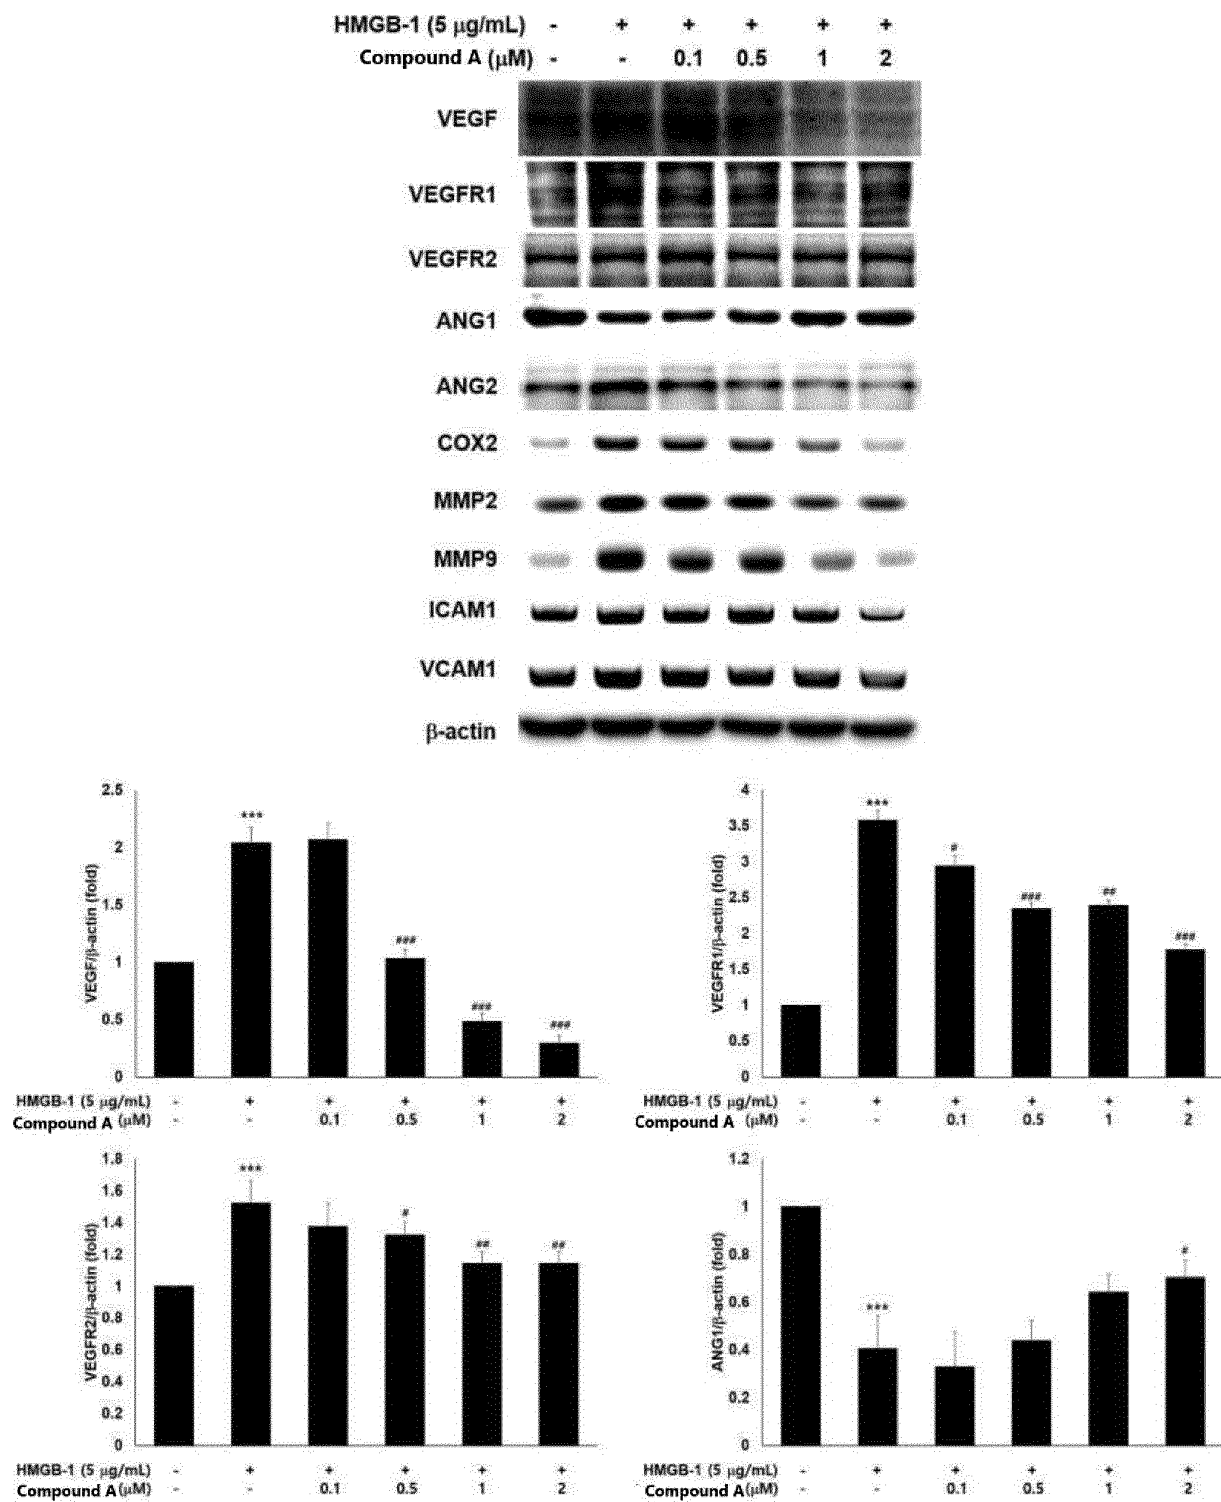 HMGB-1 (5 μg/mL) - + + + + +
Compound A (μM) - - 0.1 0.5 1 2
VEGF
VEGFR1
VEGFR2
ANG1
ANG2
COX2
MMP2
MMP9
ICAM1
VCAM1
β-actin
VEGF/β-actin (fold)
2.5
2
1.5
1
0.5
0
***
###
###
###
HMGB-1 (5 μg/mL) - + + + + +
Compound A (μM) - - 0.1 0.5 1 2
VEGFR1/β-actin (fold)
4
3.5
3
2.5
2
1.5
1
0.5
0
***
#
###
##
###
HMGB-1 (5 μg/mL) - + + + + +
Compound A (μM) - - 0.1 0.5 1 2
VEGFR2/β-actin (fold)
1.8
1.6
1.4
1.2
1
0.8
0.6
0.4
0.2
0
***
#
##
##
HMGB-1 (5 μg/mL) - + + + + +
Compound A (μM) - - 0.1 0.5 1 2
ANG1/β-actin (fold)
1.2
1
0.8
0.6
0.4
0.2
0
***
#
HMGB-1 (5 μg/mL) - + + + + +
Compound A (μM) - - 0.1 0.5 1 2